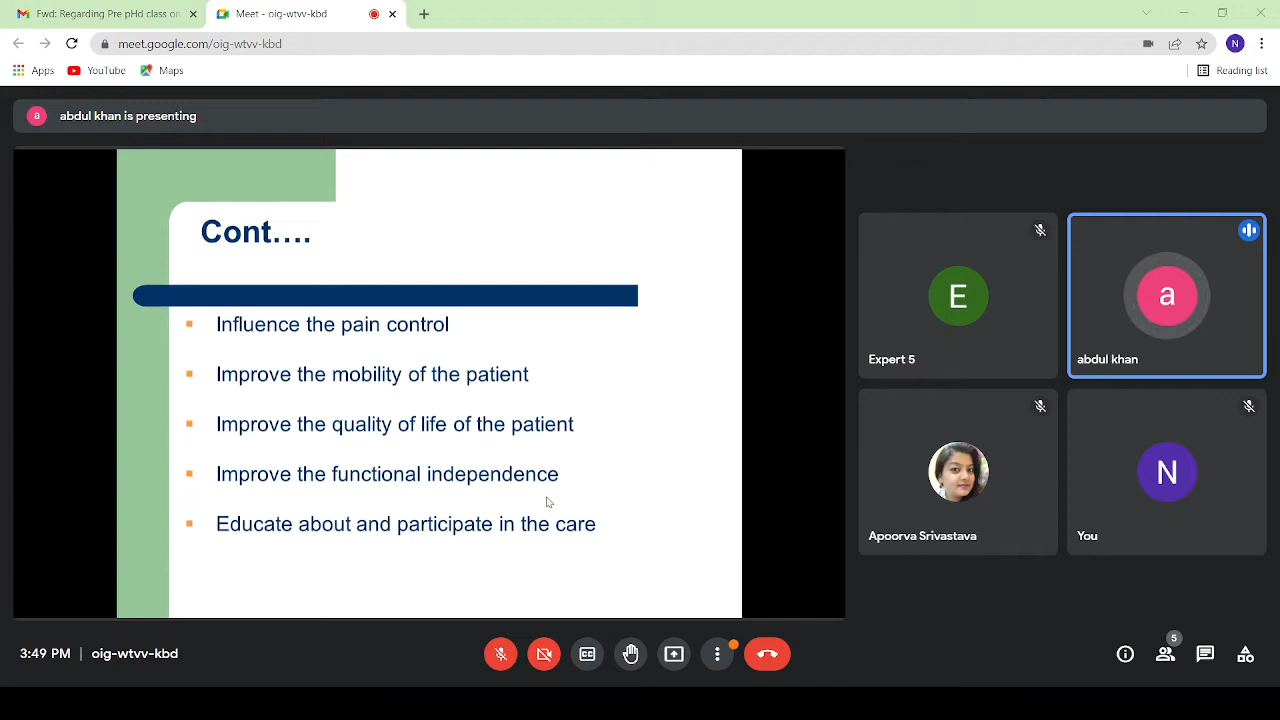 Fwd: Regarding Pre pHd class on
Meet - oig-wtvv-kbd
meet.google.com/oig-wtvv-kbd
N
Apps
YouTube
Maps
Reading list
a
abdul khan is presenting
Cont....
Influence the pain control
Improve the mobility of the patient
Improve the quality of life of the patient
Improve the functional independence
Educate about and participate in the care
E
Expert 5
a
abdul khan
Apoorva Srivastava
N
You
3:49 PM | oig-wtvv-kbd
CC
5